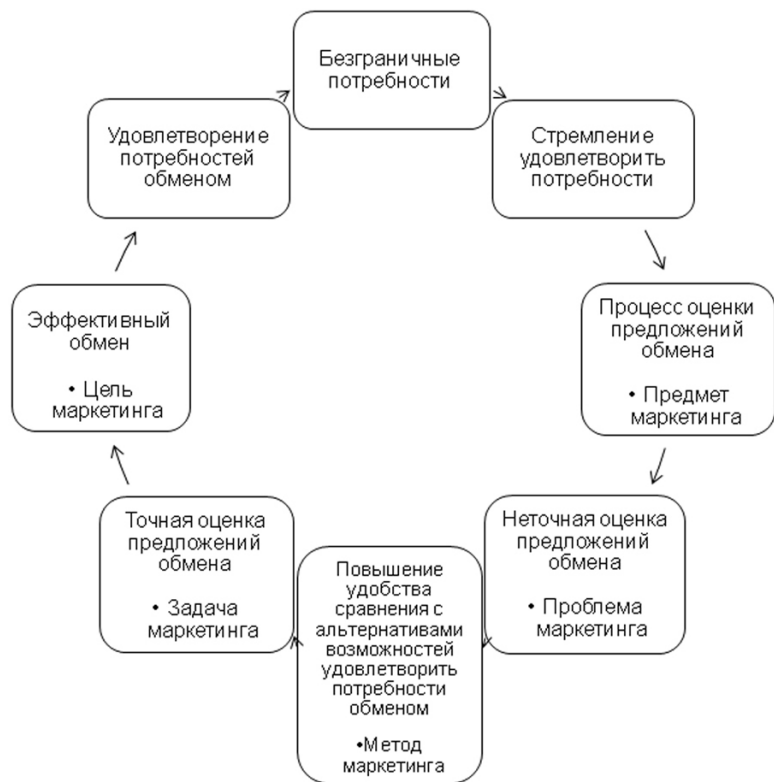 Безграничные
потребности
Стремление
удовлетворить
потребности
Процесс оценки
предложений
обмена
• Предмет
маркетинга
Неточная оценка
предложений
обмена
• Проблема
маркетинга
Повышение
удобства
сравнения с
альтернативами
возможностей
удовлетворить
потребности
обменом
•Метод
маркетинга
Точная оценка
предложений
обмена
• Задача
маркетинга
Эффективный
обмен
• Цель
маркетинга
Удовлетворение
потребностей
обменом